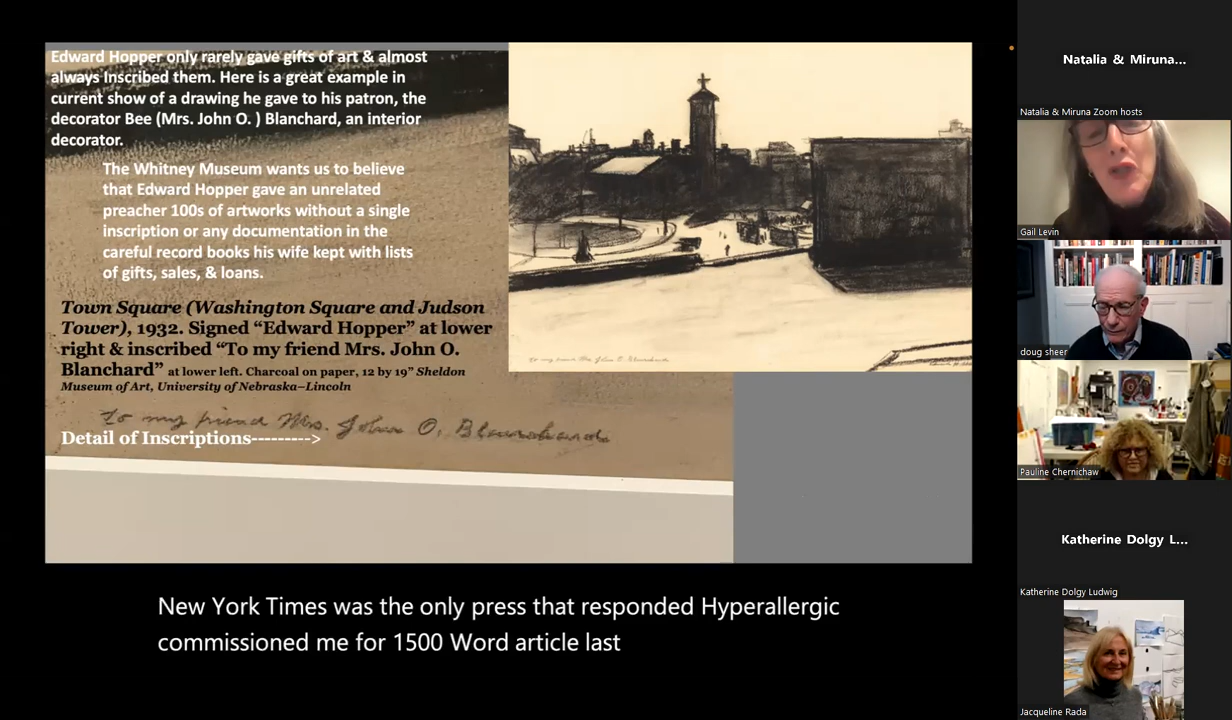 Edward Hopper only rarely gave gifts of art & almost
always Inscribed them. Here is a great example in
current show of a drawing he gave to his patron, the
decorator Bee (Mrs. John O. ) Blanchard, an interior
decorator.
The Whitney Museum wants us to believe
that Edward Hopper gave an unrelated
preacher 100s of artworks without a single
inscription or any documentation in the
careful record books his wife kept with lists
of gifts, sales, & loans.
Town Square (Washington Square and Judson
Tower), 1932. Signed “Edward Hopper” at lower
right & inscribed “To my friend Mrs. John O.
Blanchard” at lower left. Charcoal on paper, 12 by 19” Sheldon
Museum of Art, University of Nebraska–Lincoln
to my friend Mrs. John O. Blanchard
Detail of Inscriptions--------->
to my friend Mrs. John O. Blanchard
New York Times was the only press that responded Hyperallergic
commissioned me for 1500 Word article last
Natalia & Miruna...
Natalia & Miruna Zoom hosts
Gail Levin
doug sheer
Pauline Chernichaw
Katherine Dolgy L...
Katherine Dolgy Ludwig
Jacqueline Rada